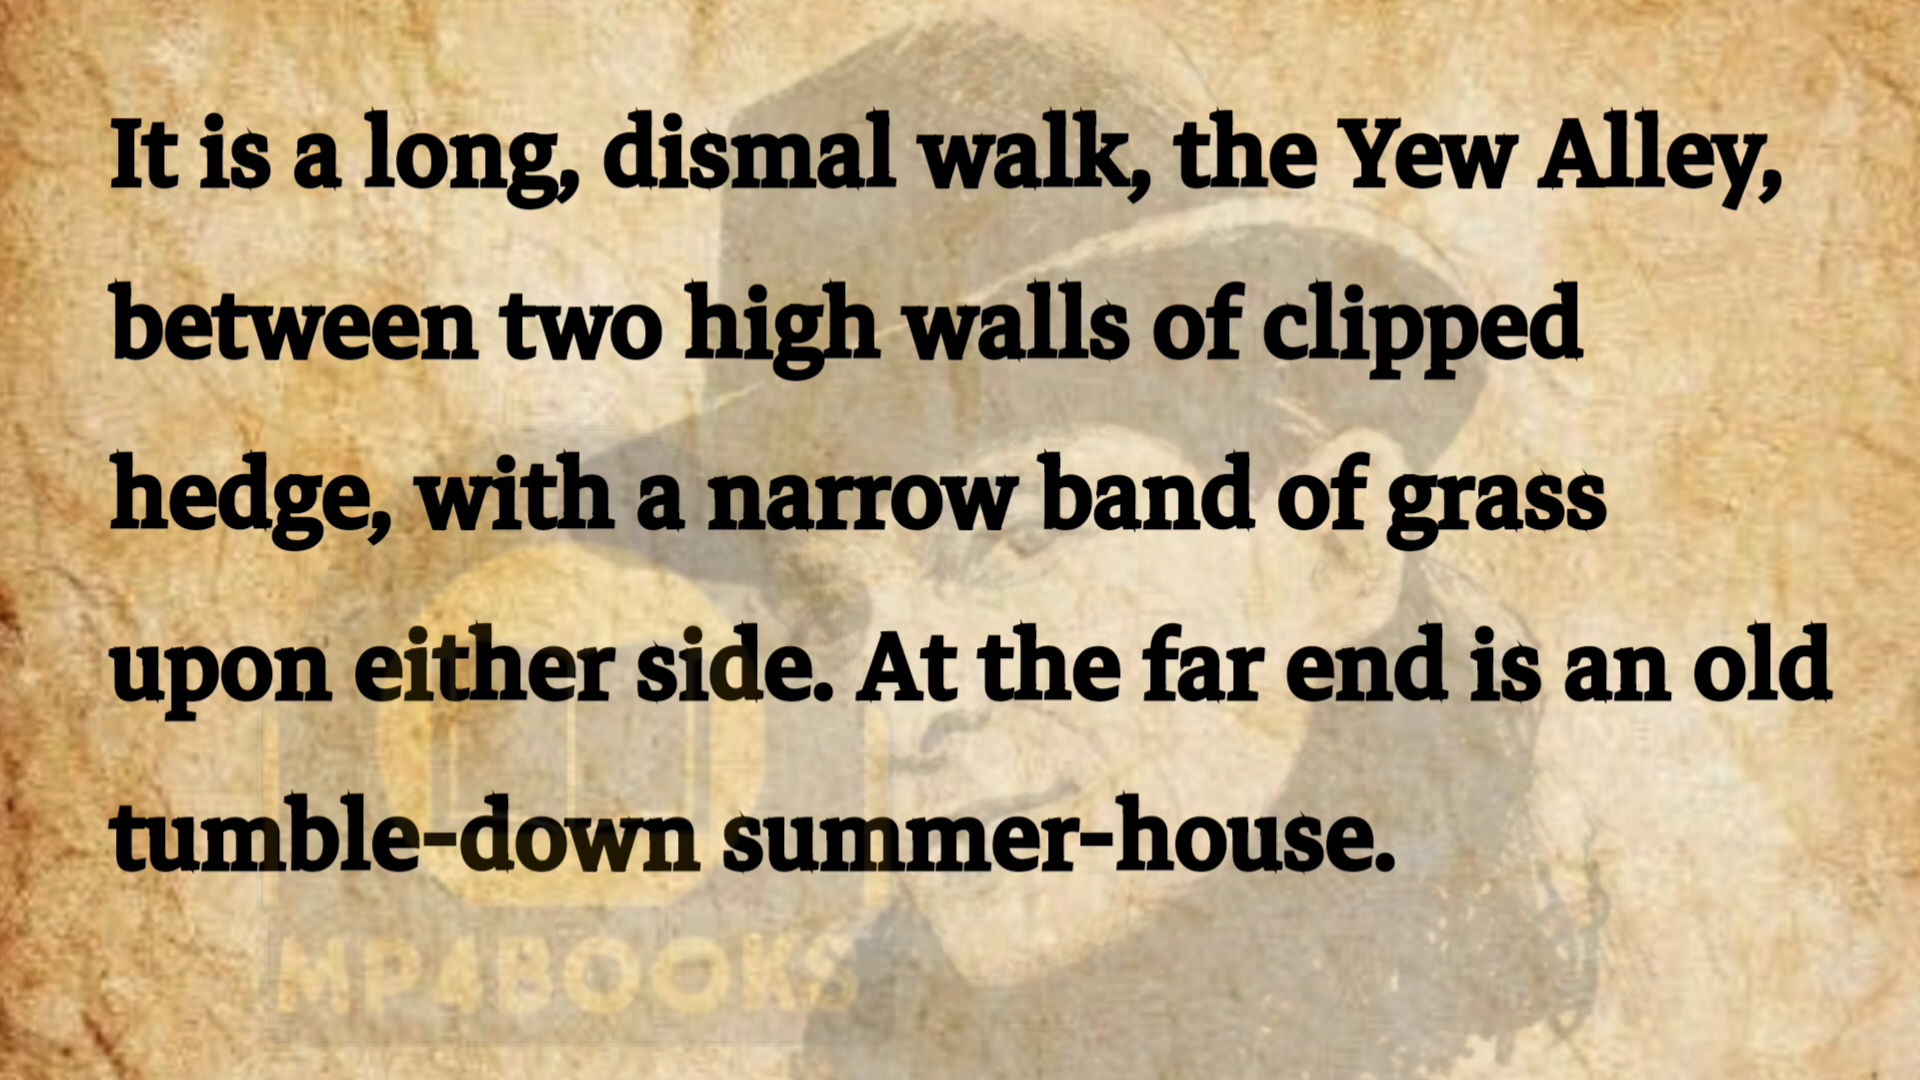 It is a long, dismal walk, the Yew Alley,
between two high walls of clipped
hedge, with a narrow band of grass
upon either side. At the far end is an old
tumble-down summer-house.
MP4BOOKS